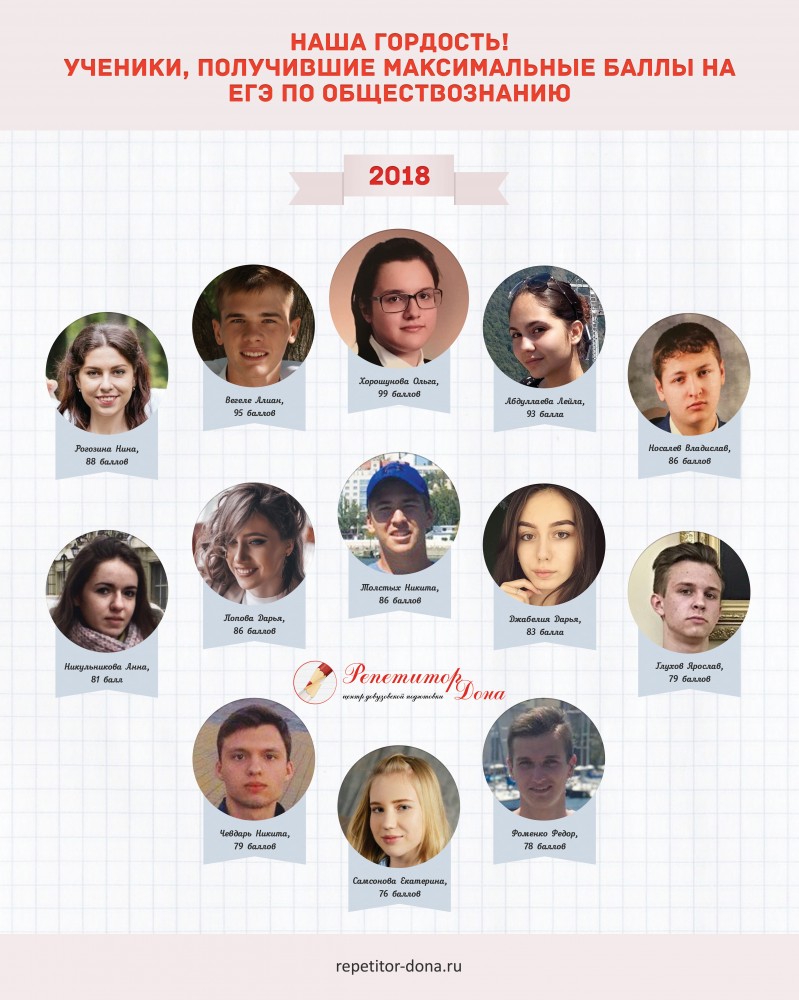 НАША ГОРДОСТЬ!
УЧЕНИКИ, ПОЛУЧИВШИЕ МАКСИМАЛЬНЫЕ БАЛЛЫ НА
ЕГЭ ПО ОБЩЕСТВОЗНАНИЮ
2018
Хорошунова Ольга,
99 баллов
Вегеле Алиан,
95 баллов
Абдуллаева Лейла,
93 балла
Рогозина Нина,
88 баллов
Носалев Владислав,
86 баллов
Толстых Никита,
86 баллов
Попова Дарья,
86 баллов
Джабелия Дарья,
83 балла
Никульникова Анна,
81 балл
Глухов Ярослав,
79 баллов
Репетитор
Дона
центр довузовской подготовки
Чевдарь Никита,
79 баллов
Фоменко Федор,
78 баллов
Самсонова Екатерина,
76 баллов
repetitor-dona.ru